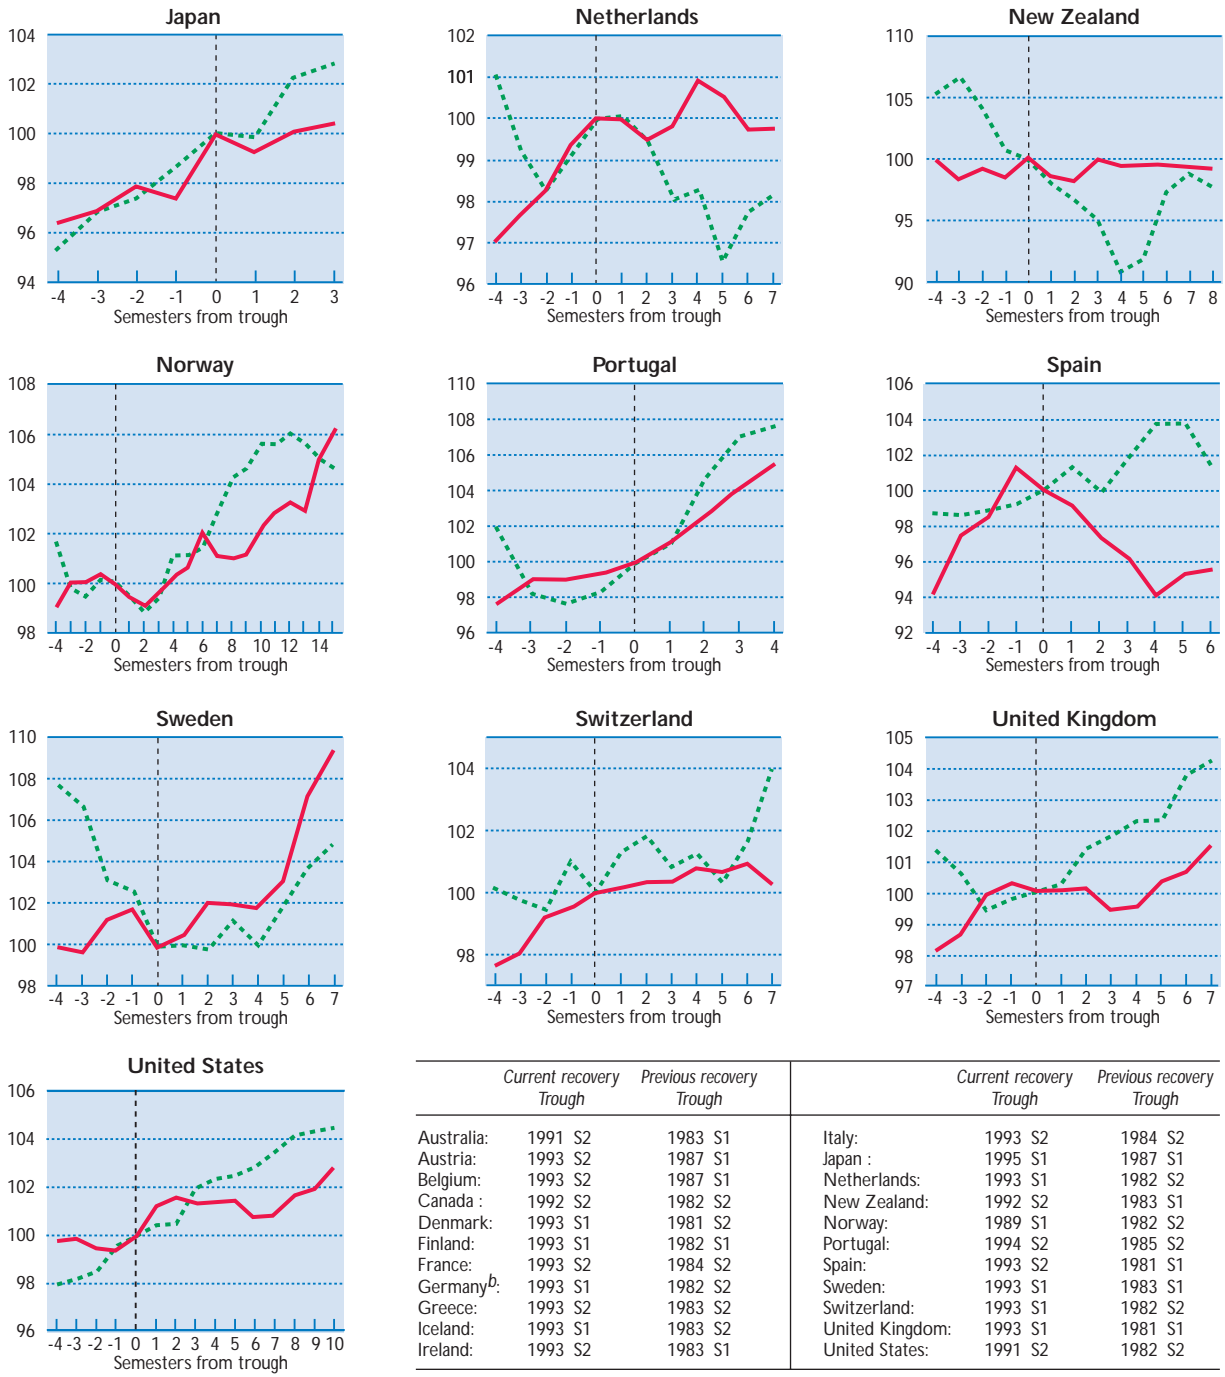 Japan
104
102
100
98
96
94
-4 -3 -2 -1 0 1 2 3
Semesters from trough
Netherlands
102
101
100
99
98
97
96
-4 -3 -2 -1 0 1 2 3 4 5 6 7
Semesters from trough
New Zealand
110
105
100
95
90
-4 -3 -2 -1 0 1 2 3 4 5 6 7 8
Semesters from trough
Norway
108
106
104
102
100
98
-4 -2 0 2 4 6 8 10 12 14
Semesters from trough
Portugal
110
108
106
104
102
100
98
96
-4 -3 -2 -1 0 1 2 3 4
Semesters from trough
Spain
106
104
102
100
98
96
94
92
-4 -3 -2 -1 0 1 2 3 4 5 6
Semesters from trough
Sweden
110
108
106
104
102
100
98
-4 -3 -2 -1 0 1 2 3 4 5 6 7
Semesters from trough
Switzerland
104
102
100
98
-4 -3 -2 -1 0 1 2 3 4 5 6 7
Semesters from trough
United Kingdom
105
104
103
102
101
100
99
98
97
-4 -3 -2 -1 0 1 2 3 4 5 6 7
Semesters from trough
United States
106
104
102
100
98
96
-4 -3 -2 -1 0 1 2 3 4 5 6 7 8 9 10
Semesters from trough
Current recovery Previous recovery Current recovery Previous recovery
Trough Trough Trough Trough
Australia: 1991 S2 1983 S1 Italy: 1993 S2 1984 S2
Austria: 1993 S2 1987 S1 Japan : 1995 S1 1987 S1
Belgium: 1993 S2 1987 S1 Netherlands: 1993 S1 1982 S2
Canada : 1992 S2 1982 S2 New Zealand: 1992 S2 1983 S1
Denmark: 1993 S1 1981 S2 Norway: 1989 S1 1982 S2
Finland: 1993 S1 1982 S1 Portugal: 1994 S2 1985 S2
France: 1993 S2 1984 S2 Spain: 1993 S2 1981 S1
Germanyb: 1993 S1 1982 S2 Sweden: 1993 S1 1983 S1
Greece: 1993 S2 1983 S2 Switzerland: 1993 S1 1982 S2
Iceland: 1993 S1 1983 S2 United Kingdom: 1993 S1 1981 S1
Ireland: 1993 S2 1983 S1 United States: 1991 S2 1982 S2